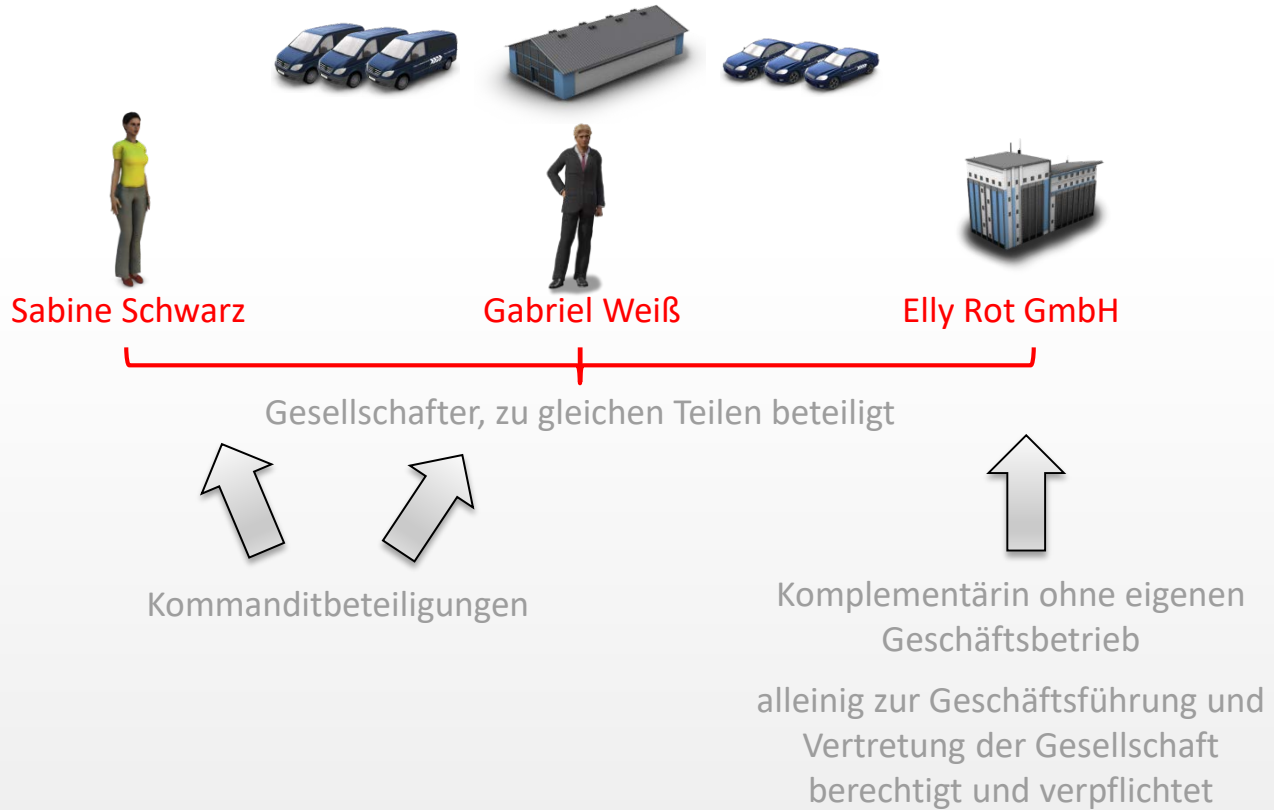 Sabine Schwarz
Gabriel Weiß
Elly Rot GmbH
Gesellschafter, zu gleichen Teilen beteiligt
Kommanditbeteiligungen
Komplementärin ohne eigenen
Geschäftsbetrieb
alleinig zur Geschäftsführung und
Vertretung der Gesellschaft
berechtigt und verpflichtet